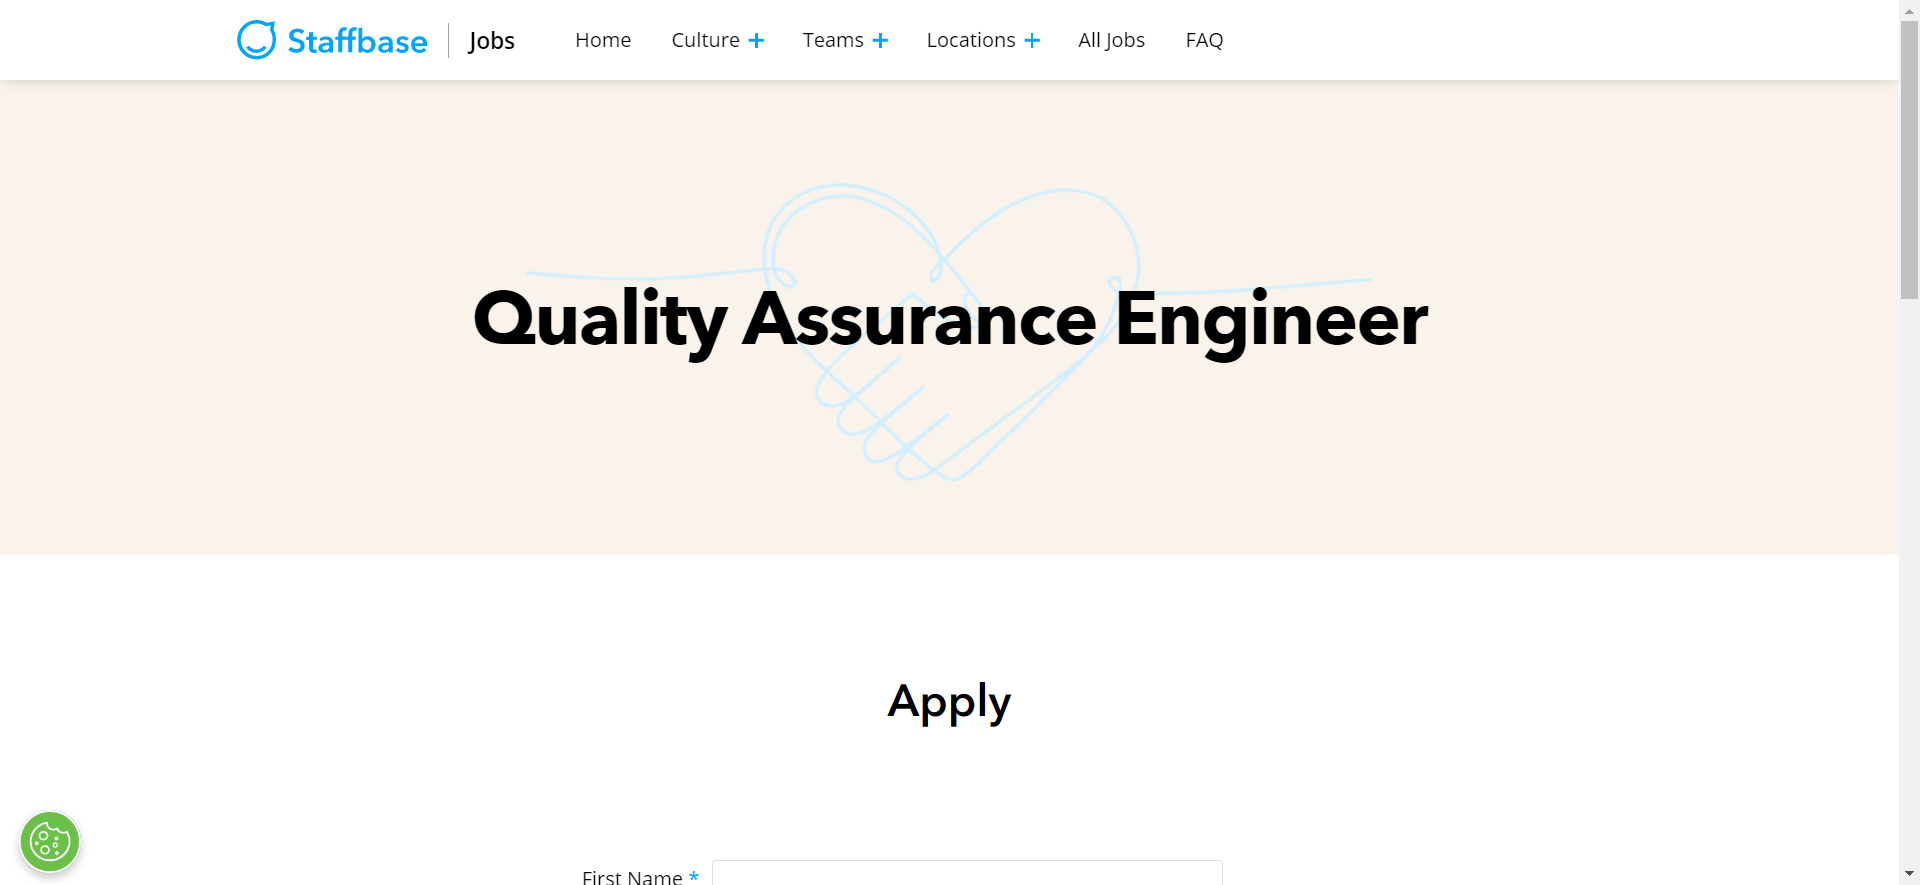 Staffbase Jobs Home Culture + Teams + Locations + All Jobs FAQ
Quality Assurance Engineer
Apply
First Name *